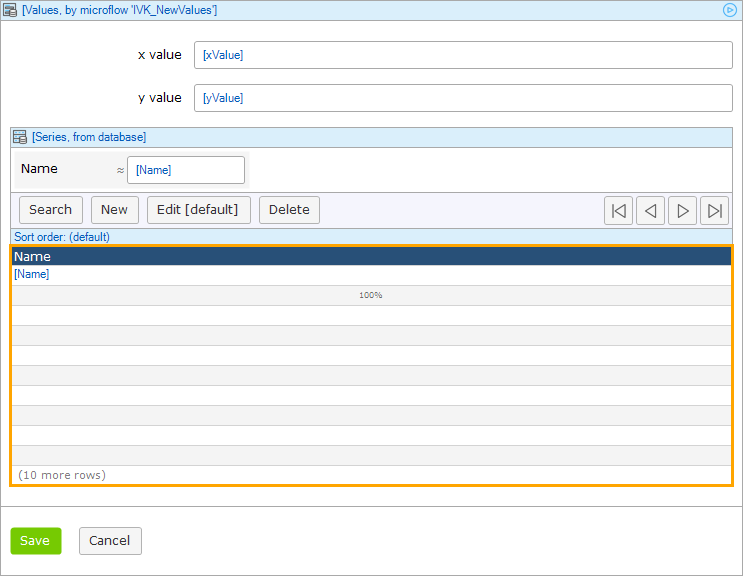 [Values, by microflow 'IVK_NewValues']
x value [xValue]
y value [yValue]
[Series, from database]
Name ≈ [Name]
Search New Edit [default] Delete
Sort order: (default)
Name
[Name]
100%
(10 more rows)
Save Cancel